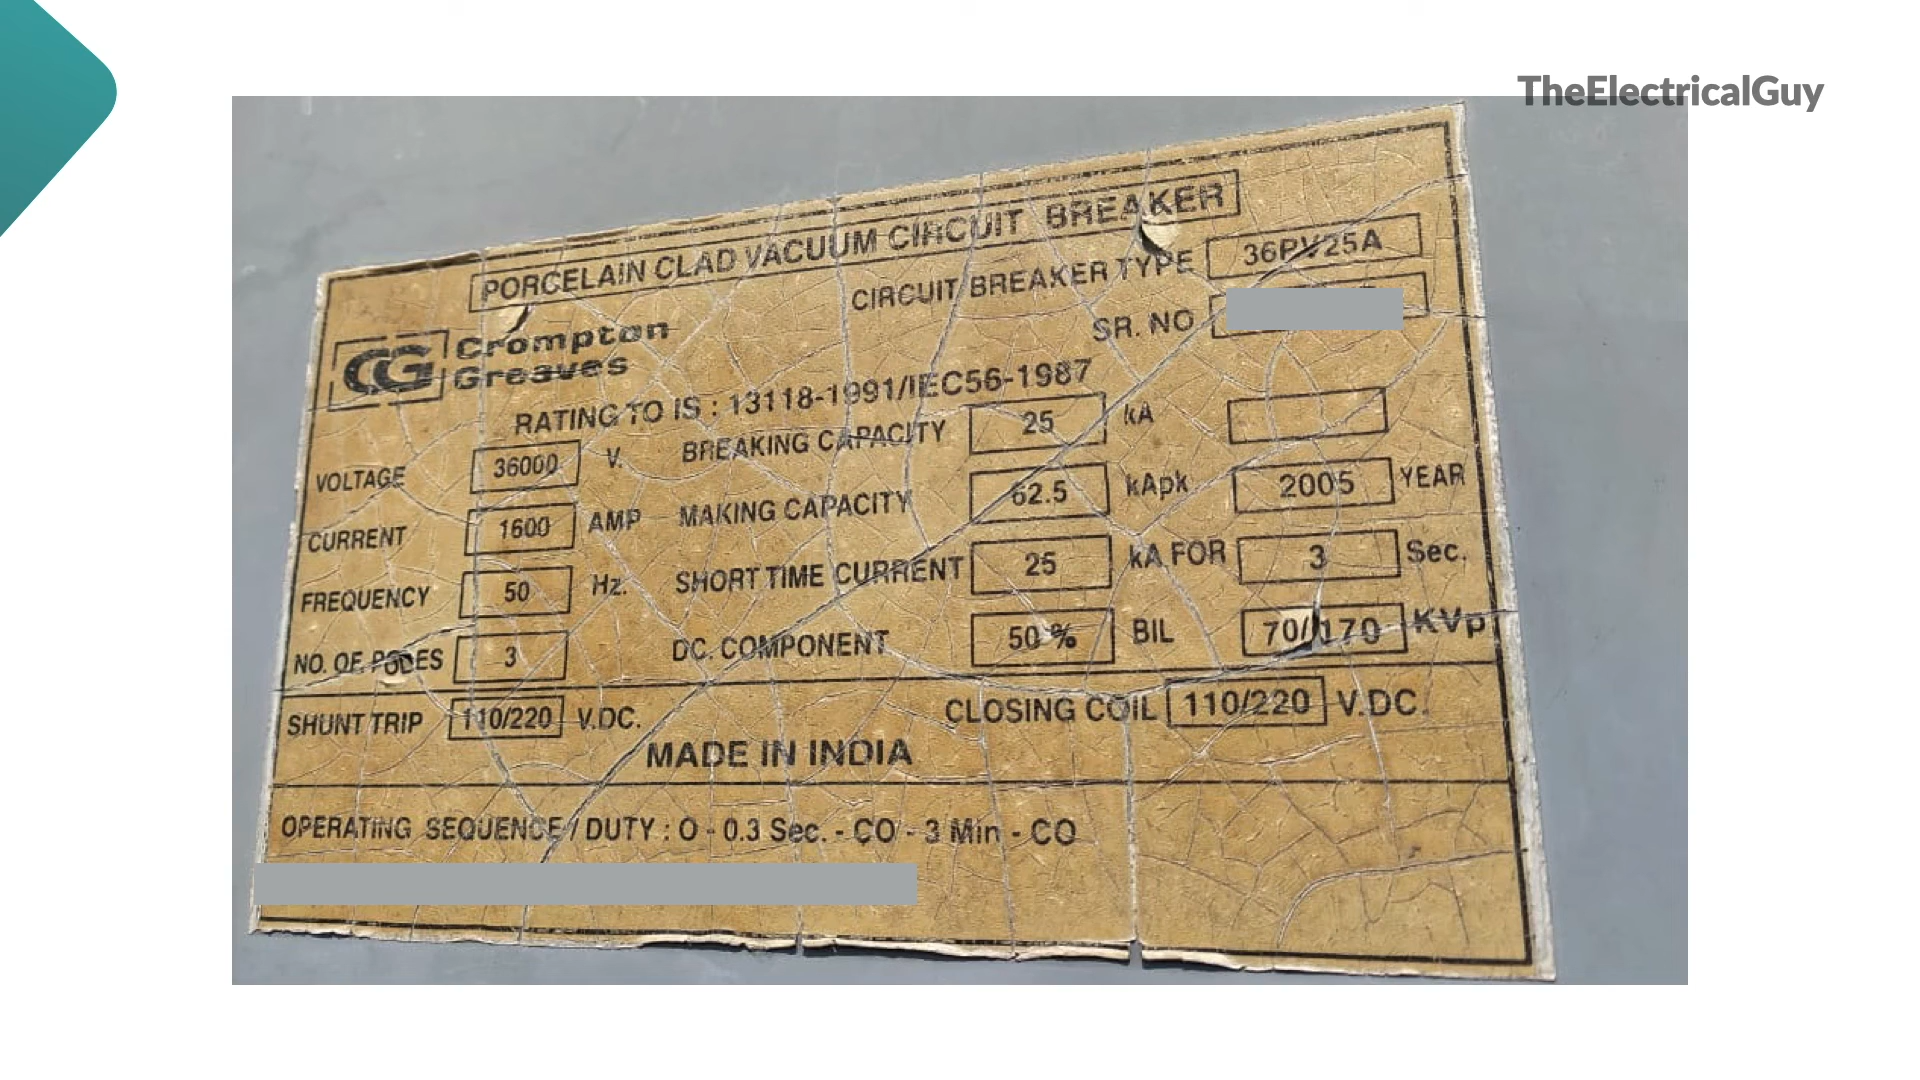 TheElectricalGuy
PORCELAIN CLAD VACUUM CIRCUIT BREAKER
CIRCUIT BREAKER TYPE 36PV25A
SR. NO
CG Crompton Greaves
RATING TO IS : 13118-1991/IEC56-1987
VOLTAGE 36000 V. BREAKING CAPACITY 25 kA
CURRENT 1600 AMP MAKING CAPACITY 62.5 kApk 2005 YEAR
FREQUENCY 50 Hz. SHORT TIME CURRENT 25 kA FOR 3 Sec.
NO. OF POLES 3 DC. COMPONENT 50 % BIL 70/170 KVp
SHUNT TRIP 110/220 V.DC. CLOSING COIL 110/220 V.DC.
MADE IN INDIA
OPERATING SEQUENCE / DUTY : O - 0.3 Sec. - CO - 3 Min - CO